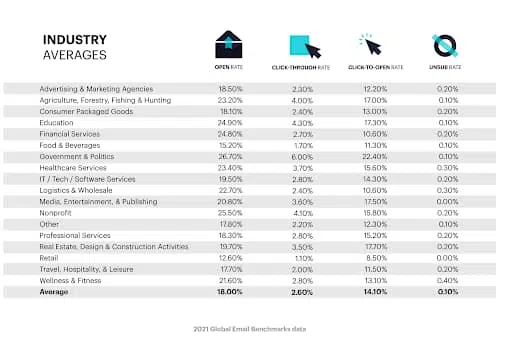 INDUSTRY
AVERAGES
OPEN RATE CLICK-THROUGH RATE CLICK-TO-OPEN RATE UNSUB RATE
Advertising & Marketing Agencies 18.50% 2.30% 12.20% 0.20%
Agriculture, Forestry, Fishing & Hunting 23.20% 4.00% 17.00% 0.10%
Consumer Packaged Goods 18.10% 2.40% 13.00% 0.20%
Education 24.90% 4.30% 17.30% 0.10%
Financial Services 24.80% 2.70% 10.60% 0.20%
Food & Beverages 15.20% 1.70% 11.30% 0.10%
Government & Politics 26.70% 6.00% 22.40% 0.10%
Healthcare Services 23.40% 3.70% 15.60% 0.30%
IT / Tech / Software Services 19.50% 2.80% 14.30% 0.20%
Logistics & Wholesale 22.70% 2.40% 10.60% 0.30%
Media, Entertainment, & Publishing 20.80% 3.60% 17.50% 0.00%
Nonprofit 25.50% 4.10% 15.80% 0.20%
Other 17.80% 2.20% 12.30% 0.10%
Professional Services 18.30% 2.80% 15.20% 0.20%
Real Estate, Design & Construction Activities 19.70% 3.50% 17.70% 0.20%
Retail 12.60% 1.10% 8.50% 0.00%
Travel, Hospitality, & Leisure 17.70% 2.00% 11.50% 0.20%
Wellness & Fitness 21.60% 2.80% 13.10% 0.40%
Average 18.00% 2.60% 14.10% 0.10%
2021 Global Email Benchmarks data